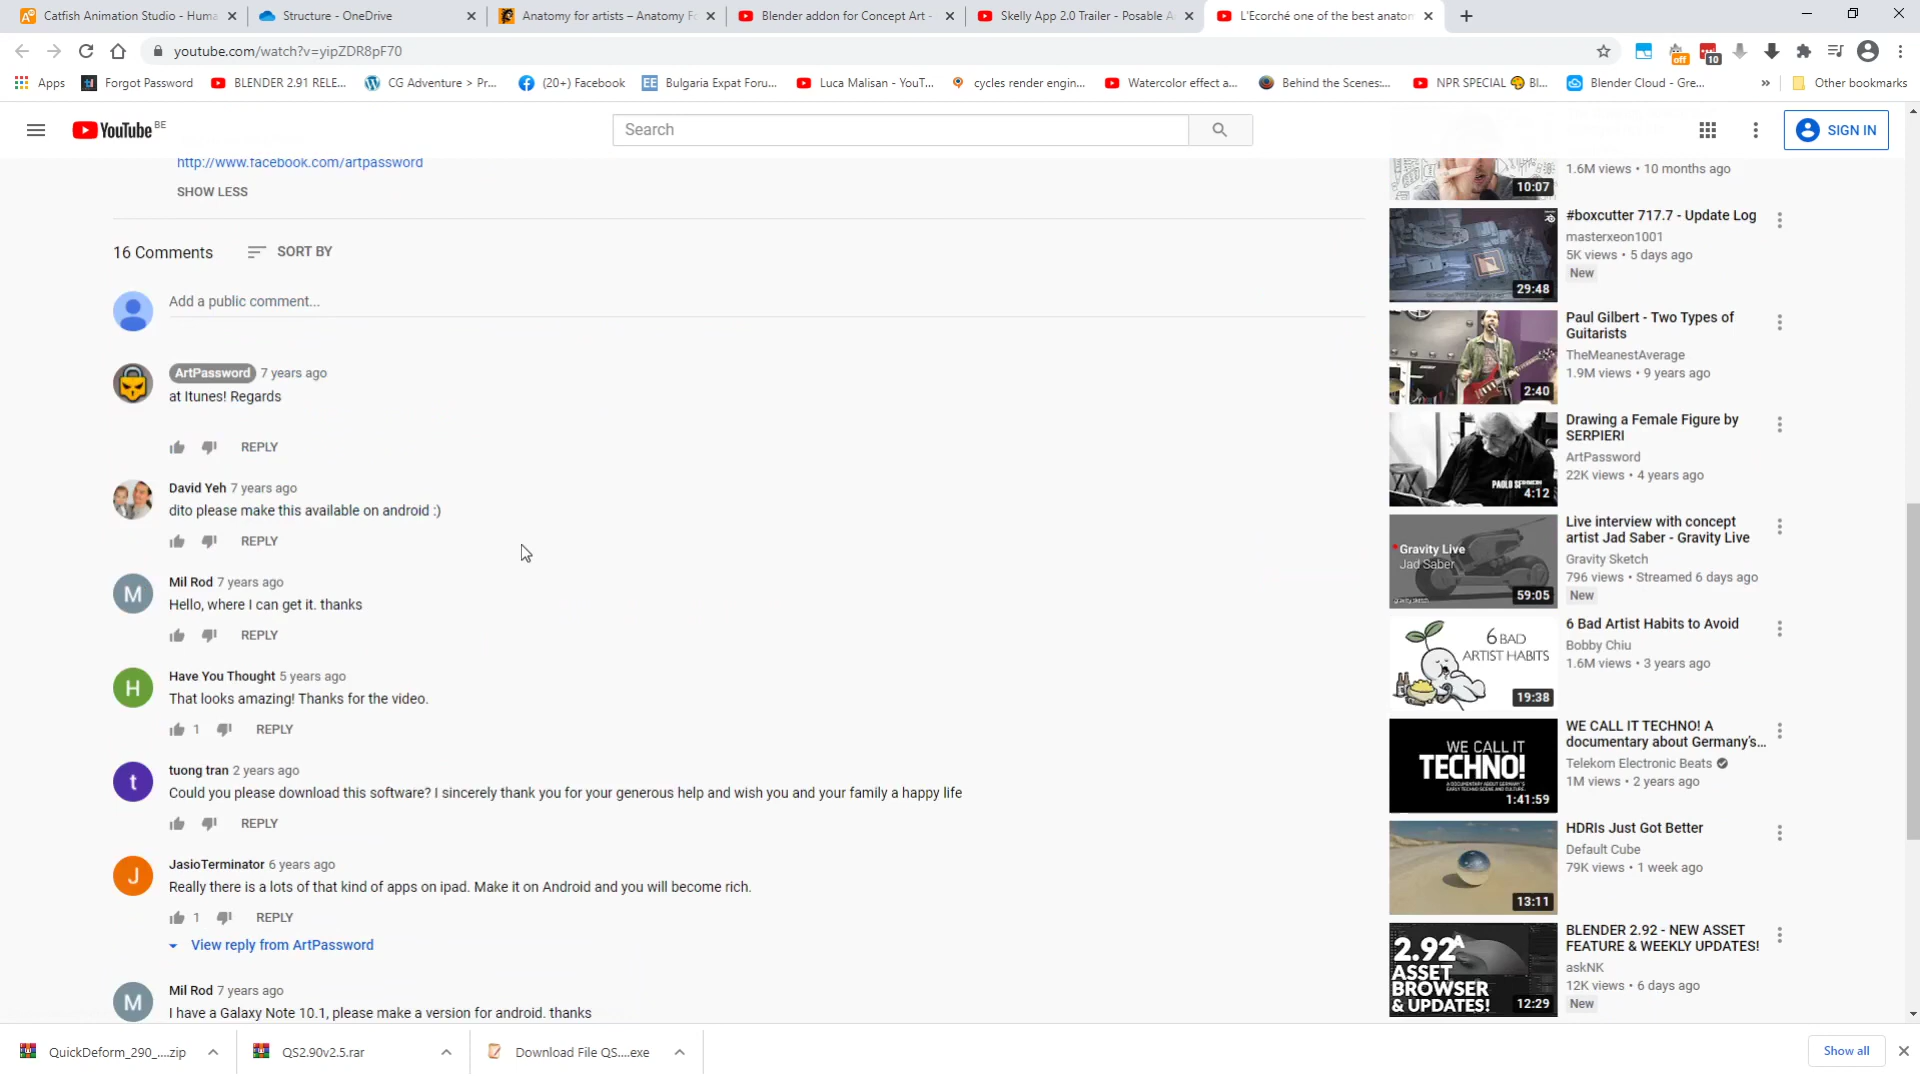 Catfish Animation Studio - Huma
Structure - OneDrive
Anatomy for artists – Anatomy Fo
Blender addon for Concept Art -
Skelly App 2.0 Trailer - Posable A
L'Ecorché one of the best anaton
youtube.com/watch?v=yipZDR8pF70
off
10
Apps
Forgot Password
BLENDER 2.91 RELE...
CG Adventure > Pr...
(20+) Facebook
EE Bulgaria Expat Foru...
Luca Malisan - YouT...
cycles render engin...
Watercolor effect a...
Behind the Scenes:...
NPR SPECIAL Bl...
Blender Cloud - Gre...
»
Other bookmarks
YouTube BE
Search
SIGN IN
http://www.facebook.com/artpassword
SHOW LESS
16 Comments
SORT BY
Add a public comment...
ArtPassword 7 years ago
at Itunes! Regards
REPLY
David Yeh 7 years ago
dito please make this available on android :)
REPLY
M
Mil Rod 7 years ago
Hello, where I can get it. thanks
REPLY
H
Have You Thought 5 years ago
That looks amazing! Thanks for the video.
1 REPLY
t
tuong tran 2 years ago
Could you please download this software? I sincerely thank you for your generous help and wish you and your family a happy life
REPLY
J
JasioTerminator 6 years ago
Really there is a lots of that kind of apps on ipad. Make it on Android and you will become rich.
1 REPLY
View reply from ArtPassword
M
Mil Rod 7 years ago
I have a Galaxy Note 10.1, please make a version for android. thanks
10:07
1.6M views • 10 months ago
29:48
#boxcutter 717.7 - Update Log
masterxeon1001
5K views • 5 days ago
New
2:40
Paul Gilbert - Two Types of
Guitarists
TheMeanestAverage
1.9M views • 9 years ago
4:12
Drawing a Female Figure by
SERPIERI
ArtPassword
22K views • 4 years ago
Gravity Live
Jad Saber
gravity sketch
59:05
Live interview with concept
artist Jad Saber - Gravity Live
Gravity Sketch
796 views • Streamed 6 days ago
New
6 BAD
ARTIST HABITS
19:38
6 Bad Artist Habits to Avoid
Bobby Chiu
1.6M views • 3 years ago
WE CALL IT
TECHNO!
1:41:59
WE CALL IT TECHNO! A
documentary about Germany's...
Telekom Electronic Beats
1M views • 2 years ago
13:11
HDRIs Just Got Better
Default Cube
79K views • 1 week ago
2.92
ASSET
BROWSER
& UPDATES!
12:29
BLENDER 2.92 - NEW ASSET
FEATURE & WEEKLY UPDATES!
askNK
12K views • 6 days ago
New
QuickDeform_290_....zip
QS2.90v2.5.rar
Download File QS....exe
Show all